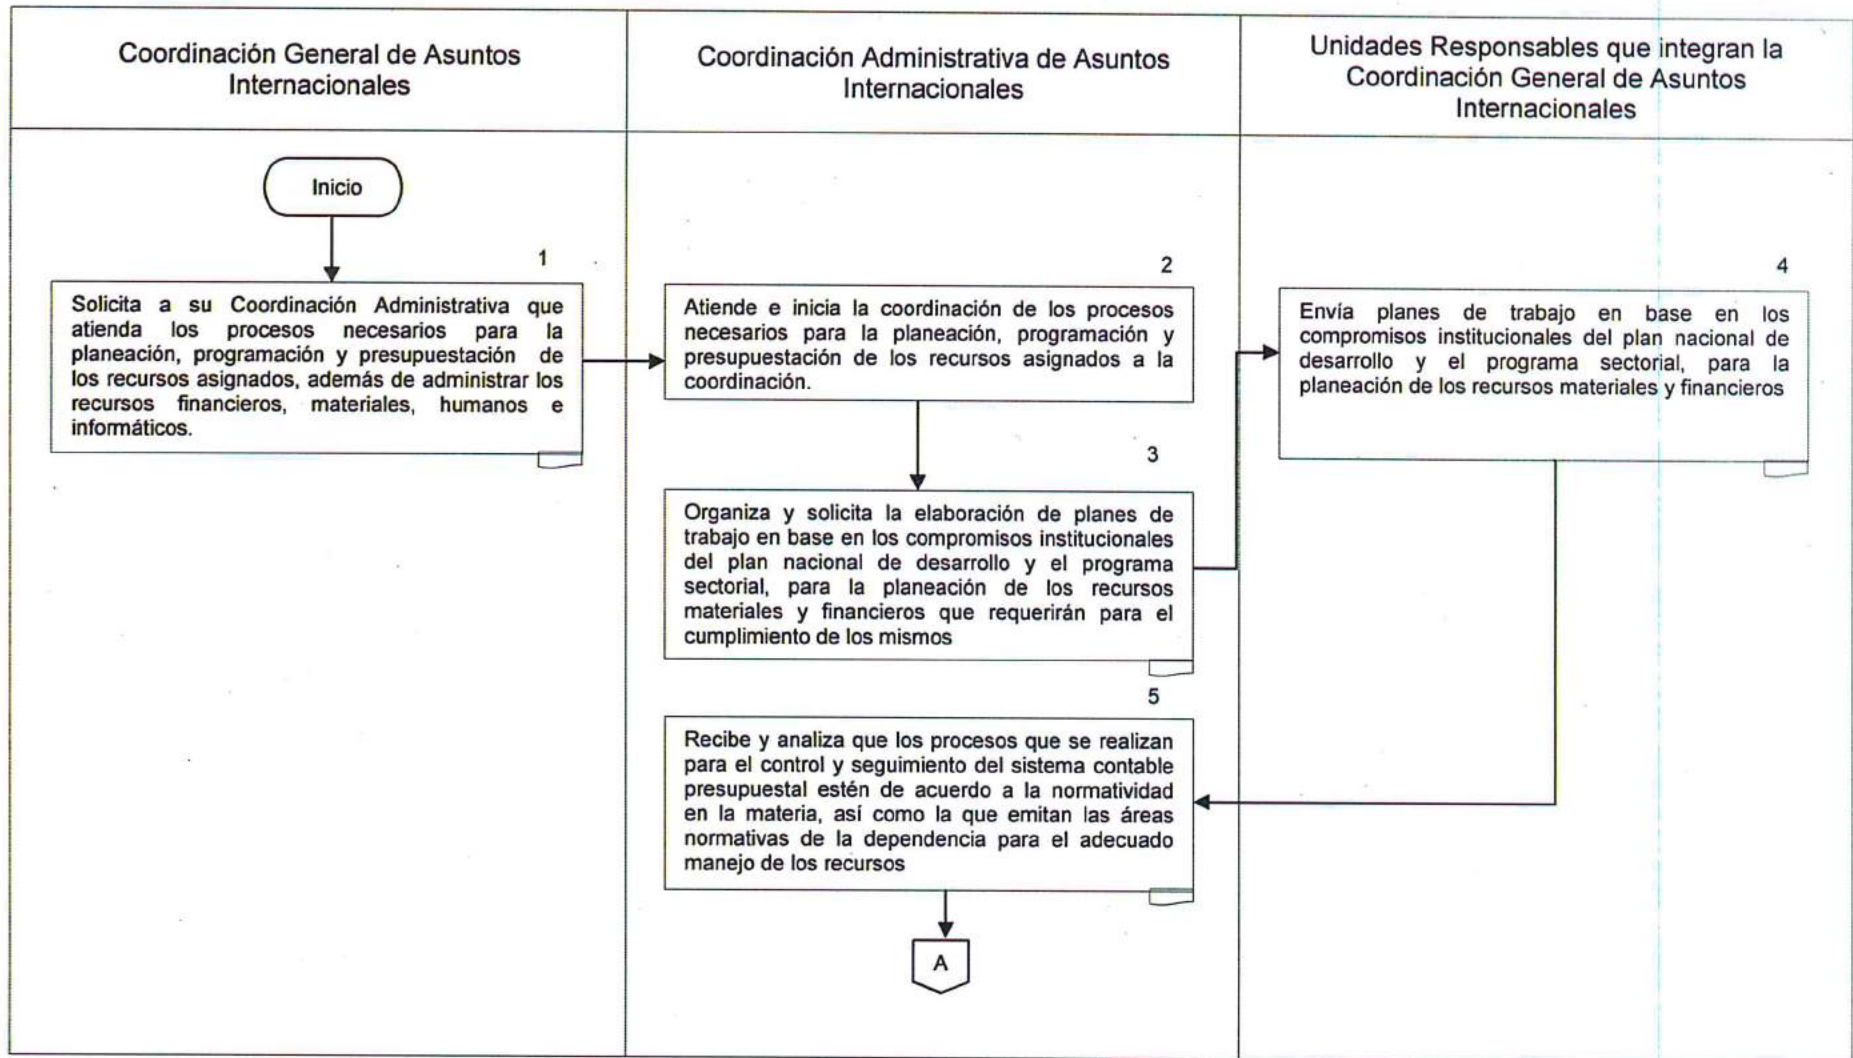 Coordinación General de Asuntos
Internacionales
Coordinación Administrativa de Asuntos
Internacionales
Unidades Responsables que integran la
Coordinación General de Asuntos
Internacionales
Inicio
1
Solicita a su Coordinación Administrativa que
atienda los procesos necesarios para la
planeación, programación y presupuestación de
los recursos asignados, además de administrar los
recursos financieros, materiales, humanos e
informáticos.
2
Atiende e inicia la coordinación de los procesos
necesarios para la planeación, programación y
presupuestación de los recursos asignados a la
coordinación.
3
Organiza y solicita la elaboración de planes de
trabajo en base en los compromisos institucionales
del plan nacional de desarrollo y el programa
sectorial, para la planeación de los recursos
materiales y financieros que requerirán para el
cumplimiento de los mismos
4
Envía planes de trabajo en base en los
compromisos institucionales del plan nacional de
desarrollo y el programa sectorial, para la
planeación de los recursos materiales y financieros
5
Recibe y analiza que los procesos que se realizan
para el control y seguimiento del sistema contable
presupuestal estén de acuerdo a la normatividad
en la materia, así como la que emitan las áreas
normativas de la dependencia para el adecuado
manejo de los recursos
A